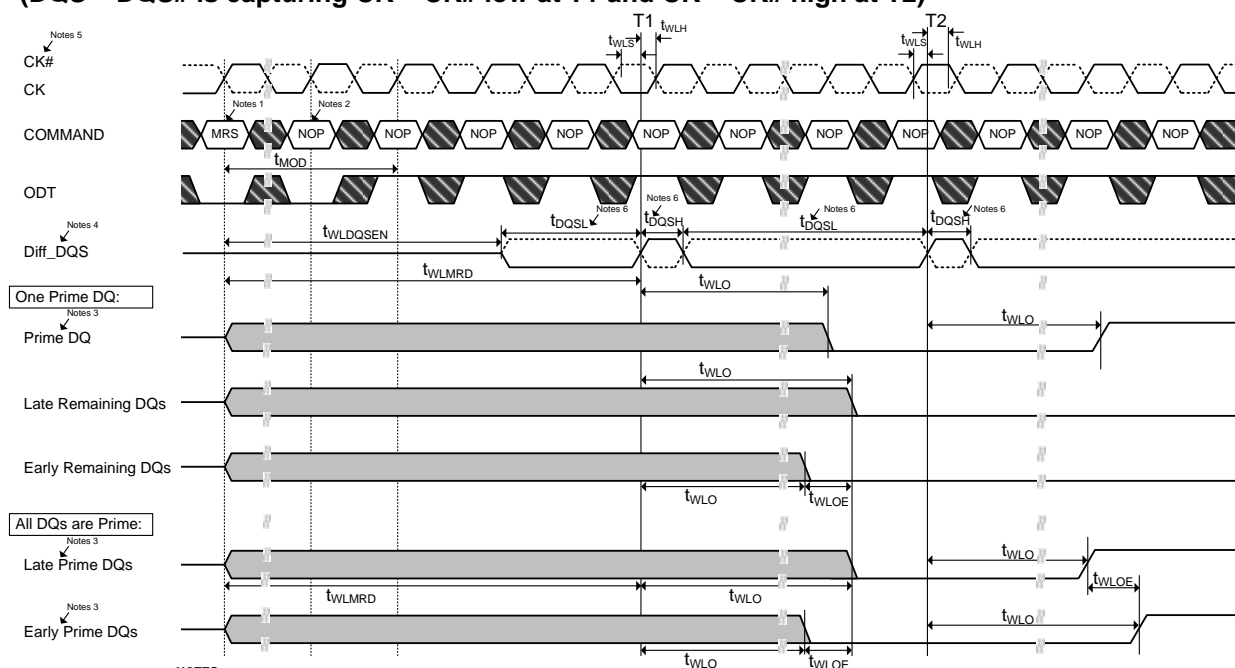 (DQS – DQS# is capturing CK – CK# low at T1 and CK – CK# high at T2)
T1 T2
tWLS tWLH tWLS tWLH
Notes 5
CK#
CK
Notes 1 Notes 2
COMMAND MRS NOP NOP NOP NOP NOP NOP NOP NOP NOP NOP NOP
tMOD
ODT
Notes 4 Notes 6 Notes 6 Notes 6 Notes 6
tDQSL tDQSH tDQSL tDQSH
Diff_DQS tWLDQSEN
tWLMRD
tWLO
One Prime DQ:
Notes 3
tWLO
Prime DQ
tWLO
Late Remaining DQs
Early Remaining DQs
tWLO tWLOE
All DQs are Prime:
Notes 3
tWLO
Late Prime DQs
tWLOE
tWLMRD tWLO
Notes 3
tWLO
Early Prime DQs
tWLO tWLOE